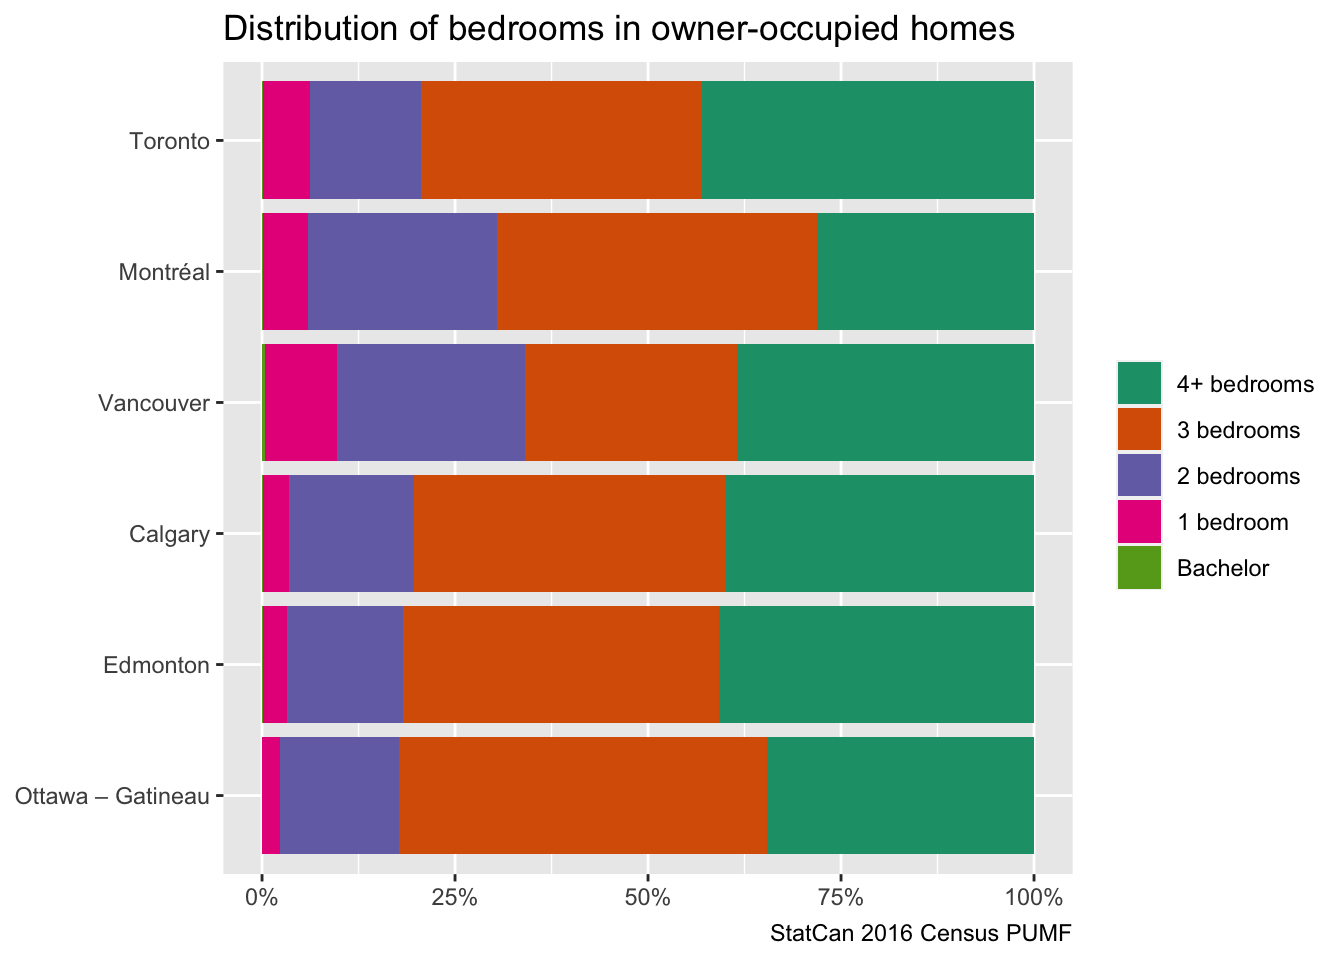 Distribution of bedrooms in owner-occupied homes
Toronto
Montréal
Vancouver
Calgary
Edmonton
Ottawa – Gatineau
0% 25% 50% 75% 100%
StatCan 2016 Census PUMF
4+ bedrooms
3 bedrooms
2 bedrooms
1 bedroom
Bachelor